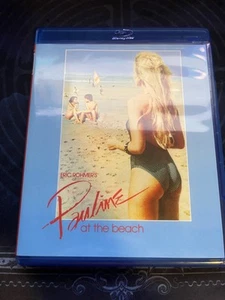 ERIC ROHMER'S
Pauline
at the beach